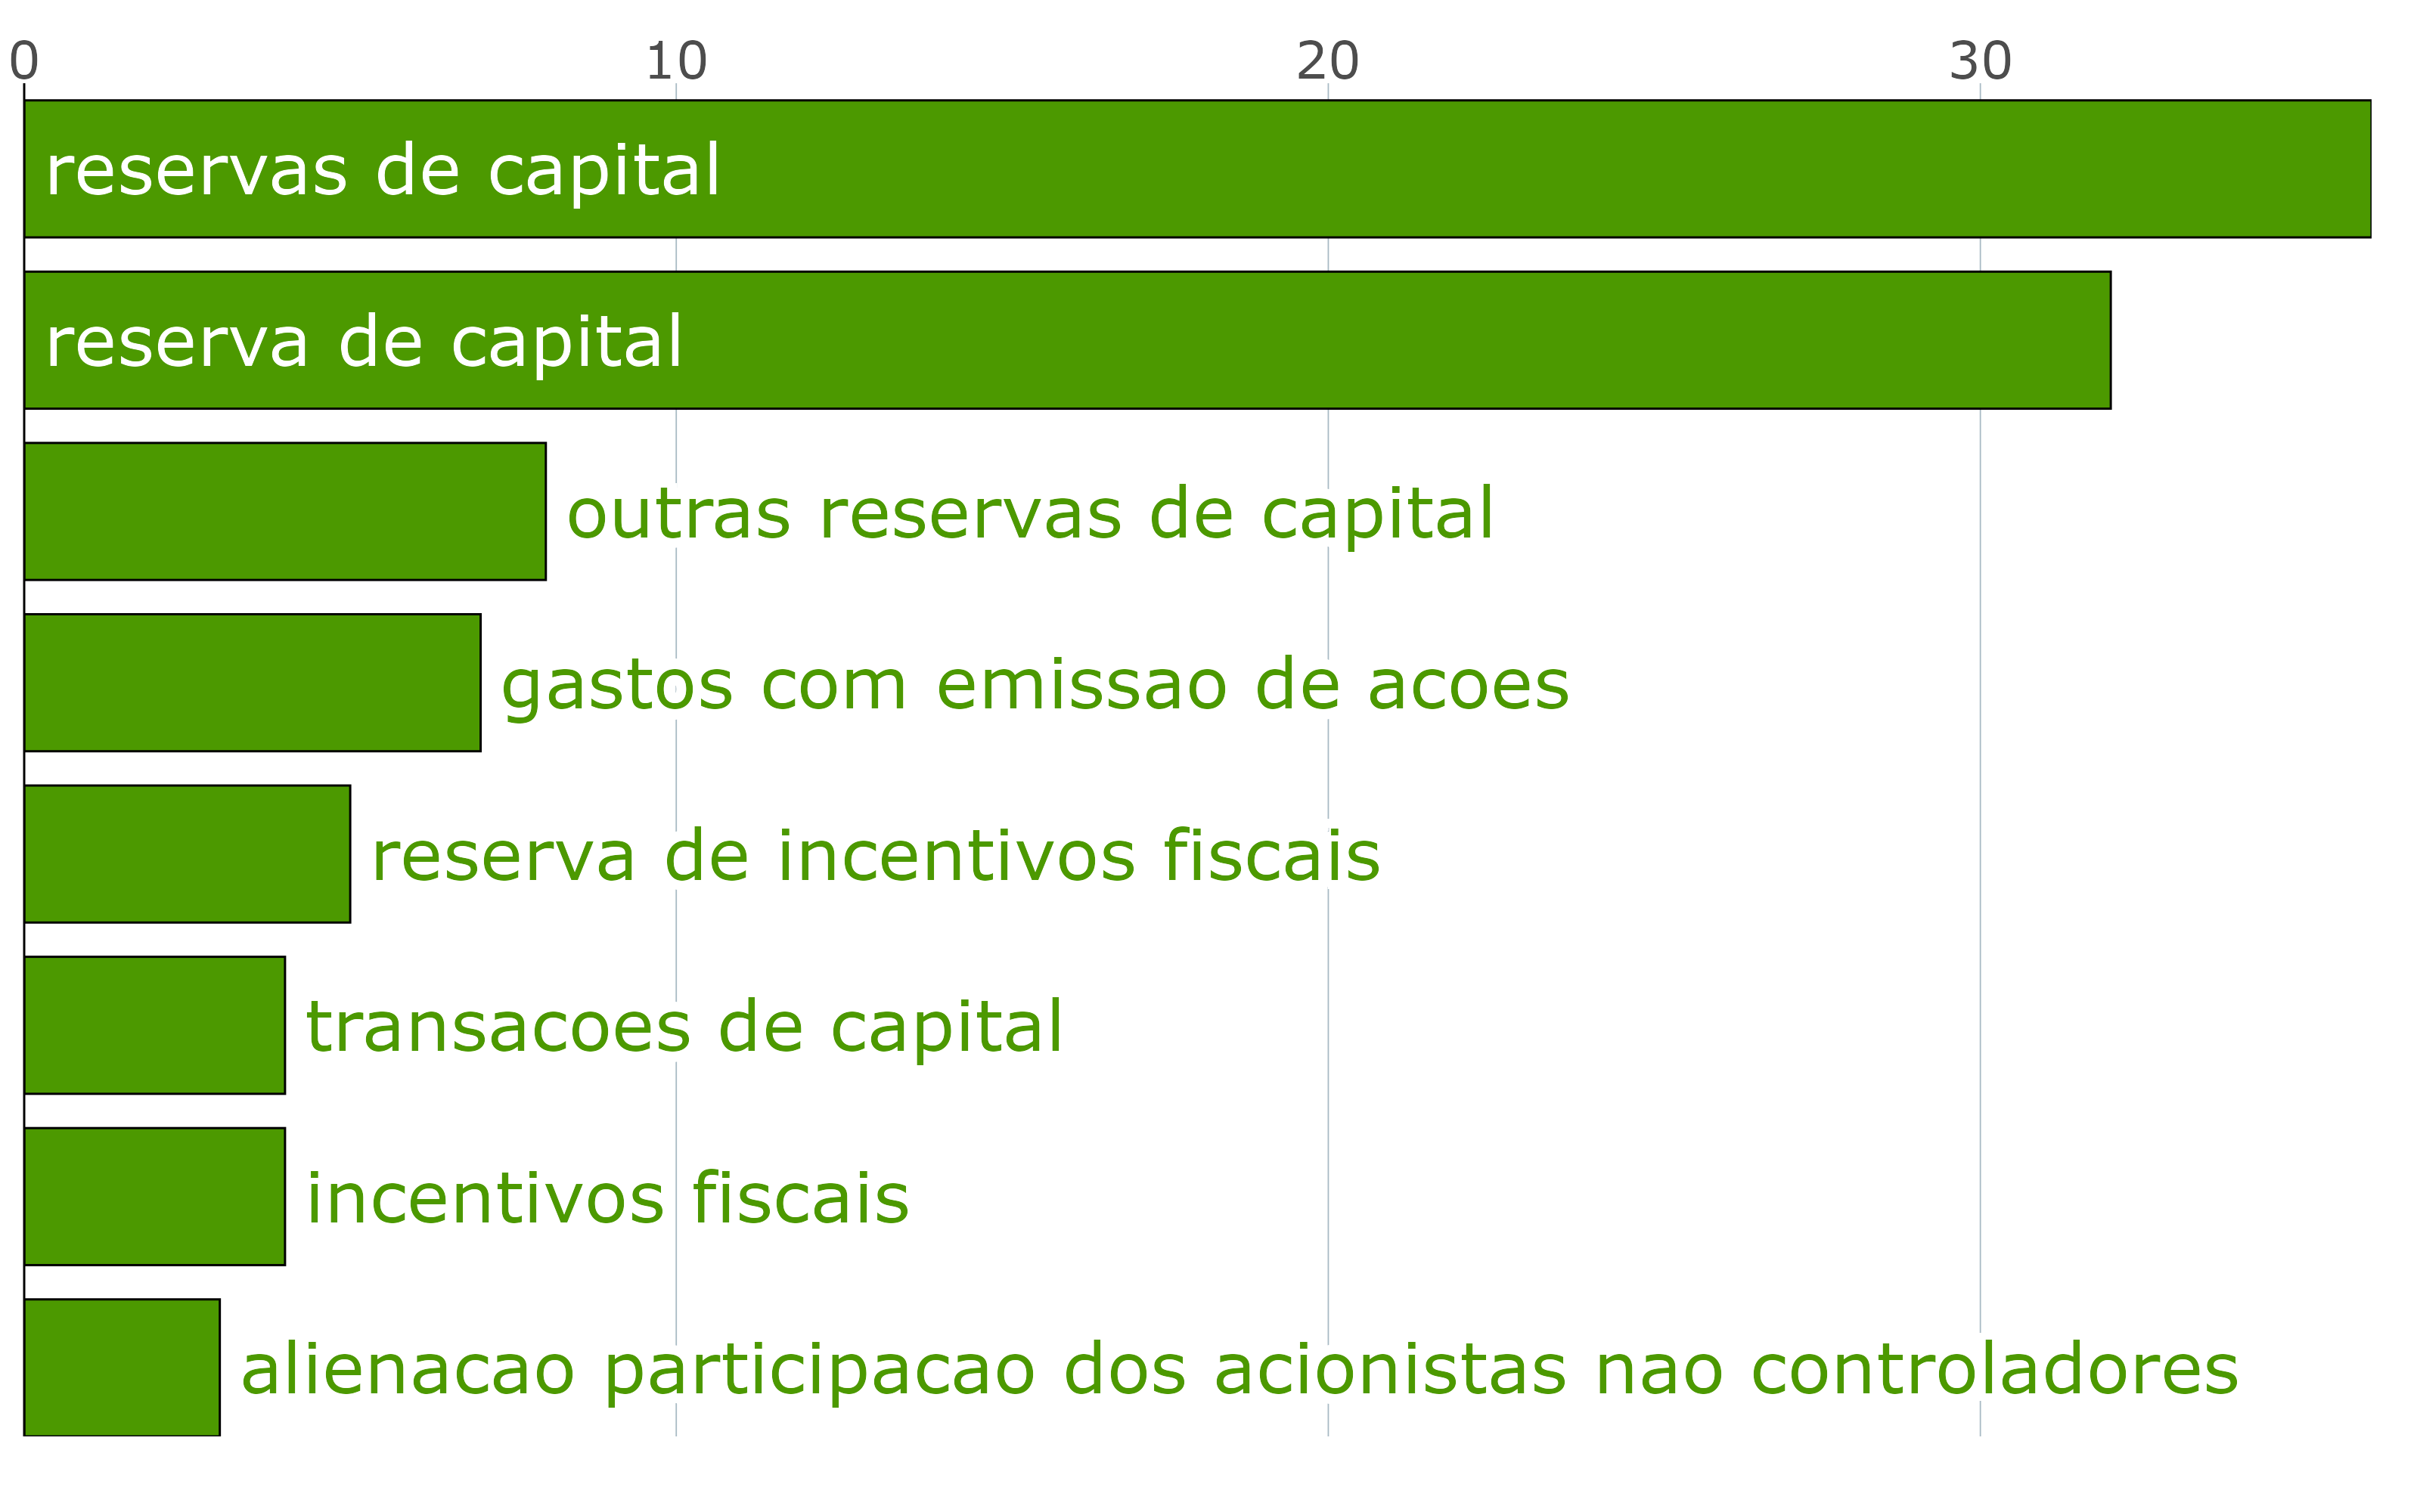 0 10 20 30
reservas de capital
reserva de capital
outras reservas de capital
gastos com emissao de acoes
reserva de incentivos fiscais
transacoes de capital
incentivos fiscais
alienacao participacao dos acionistas nao controladores